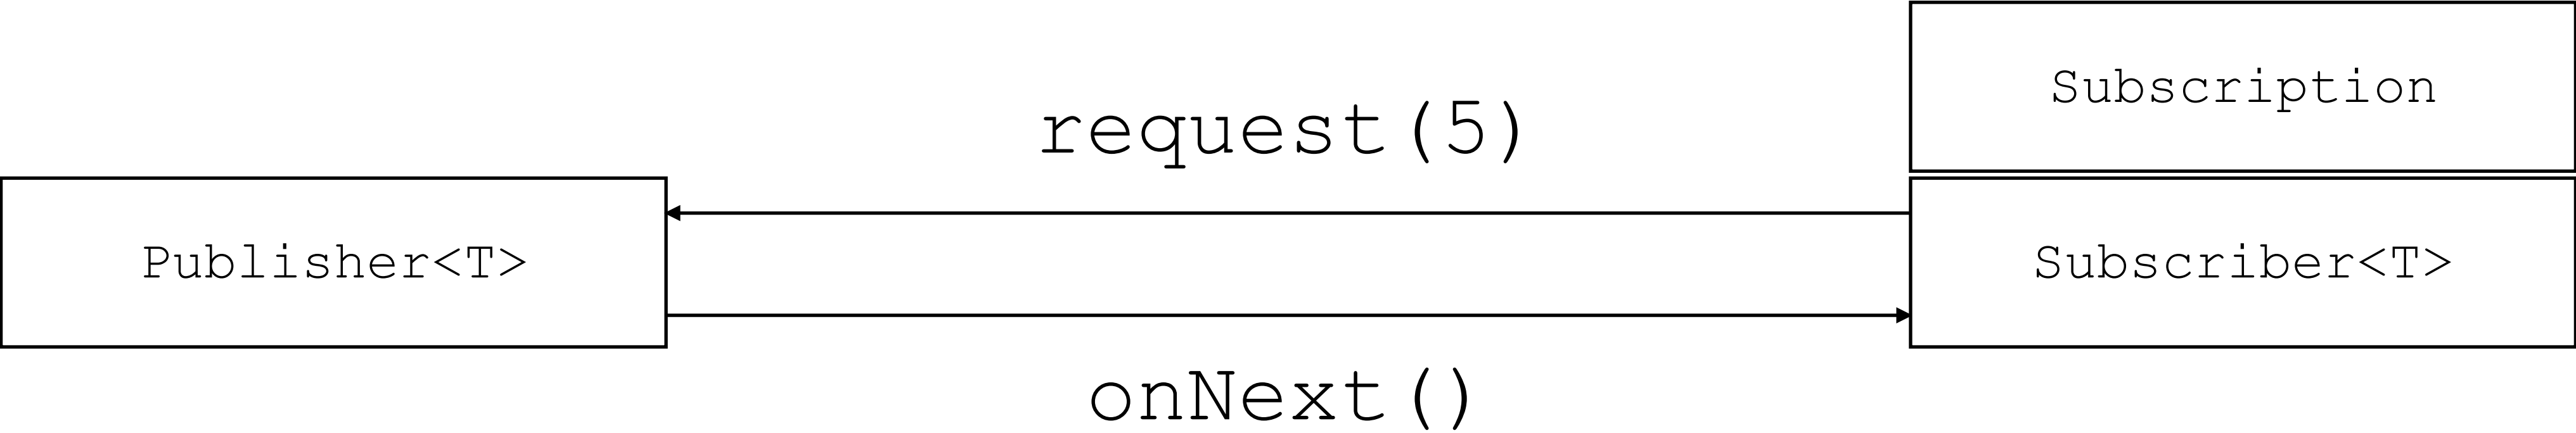 Subscription
request(5)
Publisher<T>
Subscriber<T>
onNext()